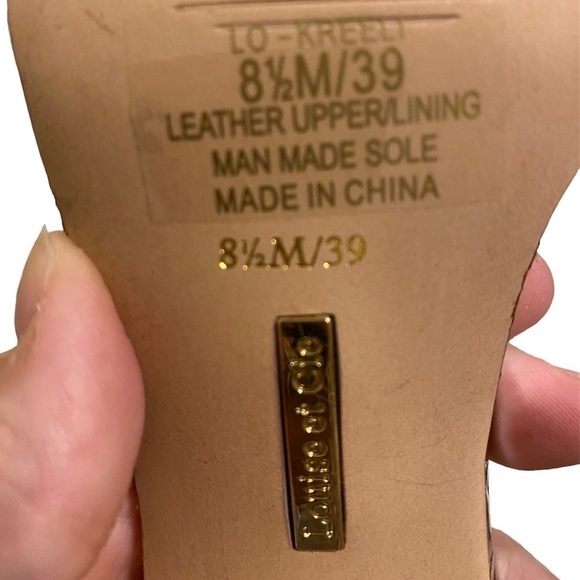 LO-KREELI
8½M/39
LEATHER UPPER/LINING
MAN MADE SOLE
MADE IN CHINA
8½M/39
Louise et Cie